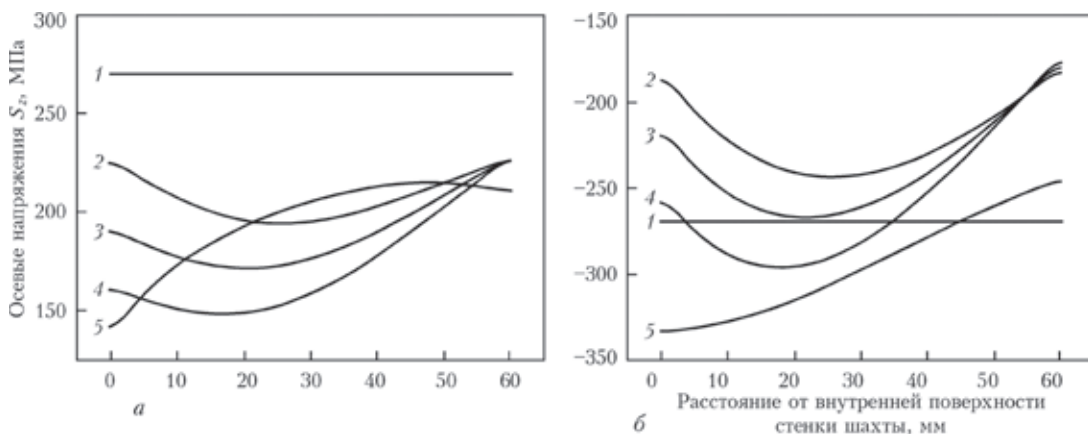 Осевые напряжения S_z, МПа
300
250
200
150
1
2
3
4
5
0 10 20 30 40 50 60
а
-150
-200
-250
-300
-350
2
3
4
1
5
0 10 20 30 40 50 60
б
Расстояние от внутренней поверхности
стенки шахты, мм